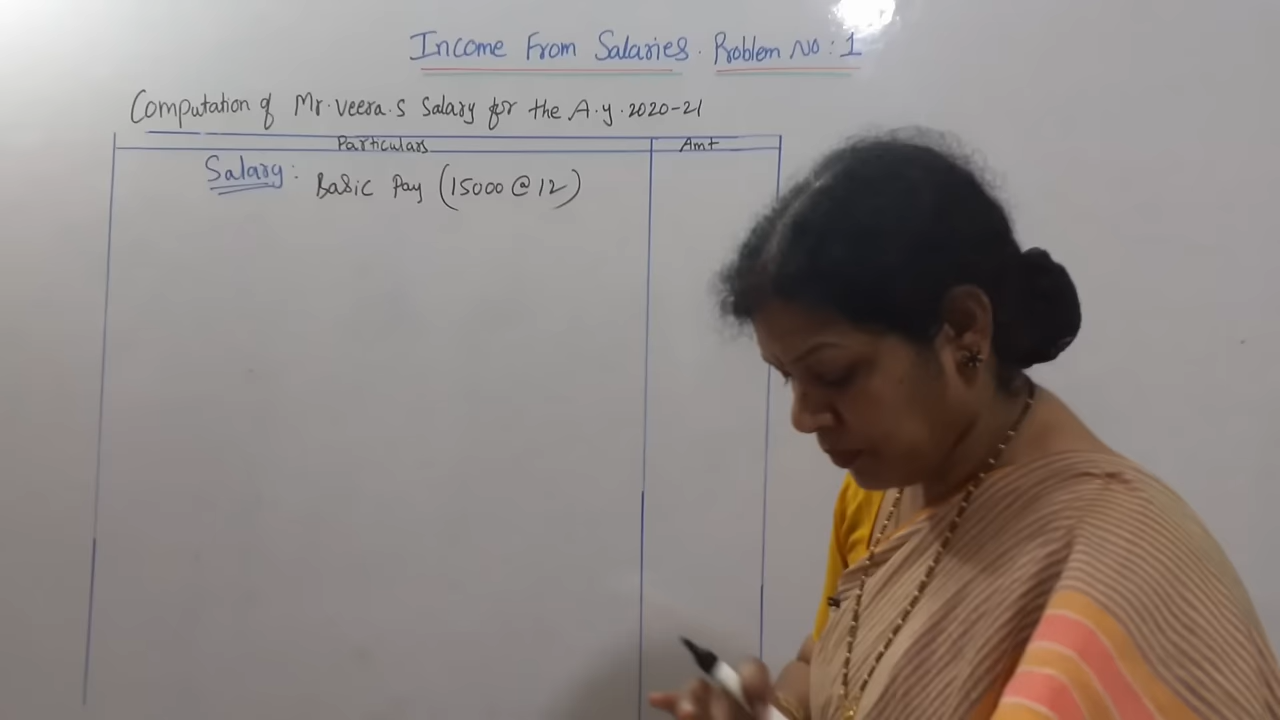 Income From Salaries. Problem No: 1
Computation of Mr. Veera.S Salary for the A.y. 2020-21
Particulars Amt
Salary: Basic Pay (15000 @ 12)